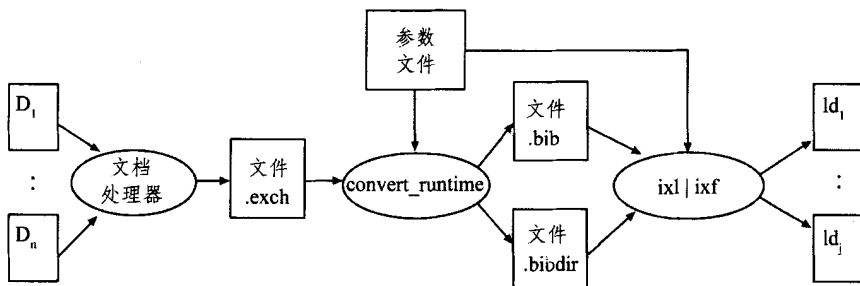 参数
文件
D₁
:
Dₙ
文档
处理器
文件
.exch
convert_runtime
文件
.bib
文件
.bibdir
ixl | ixf
ld₁
:
ldⱼ